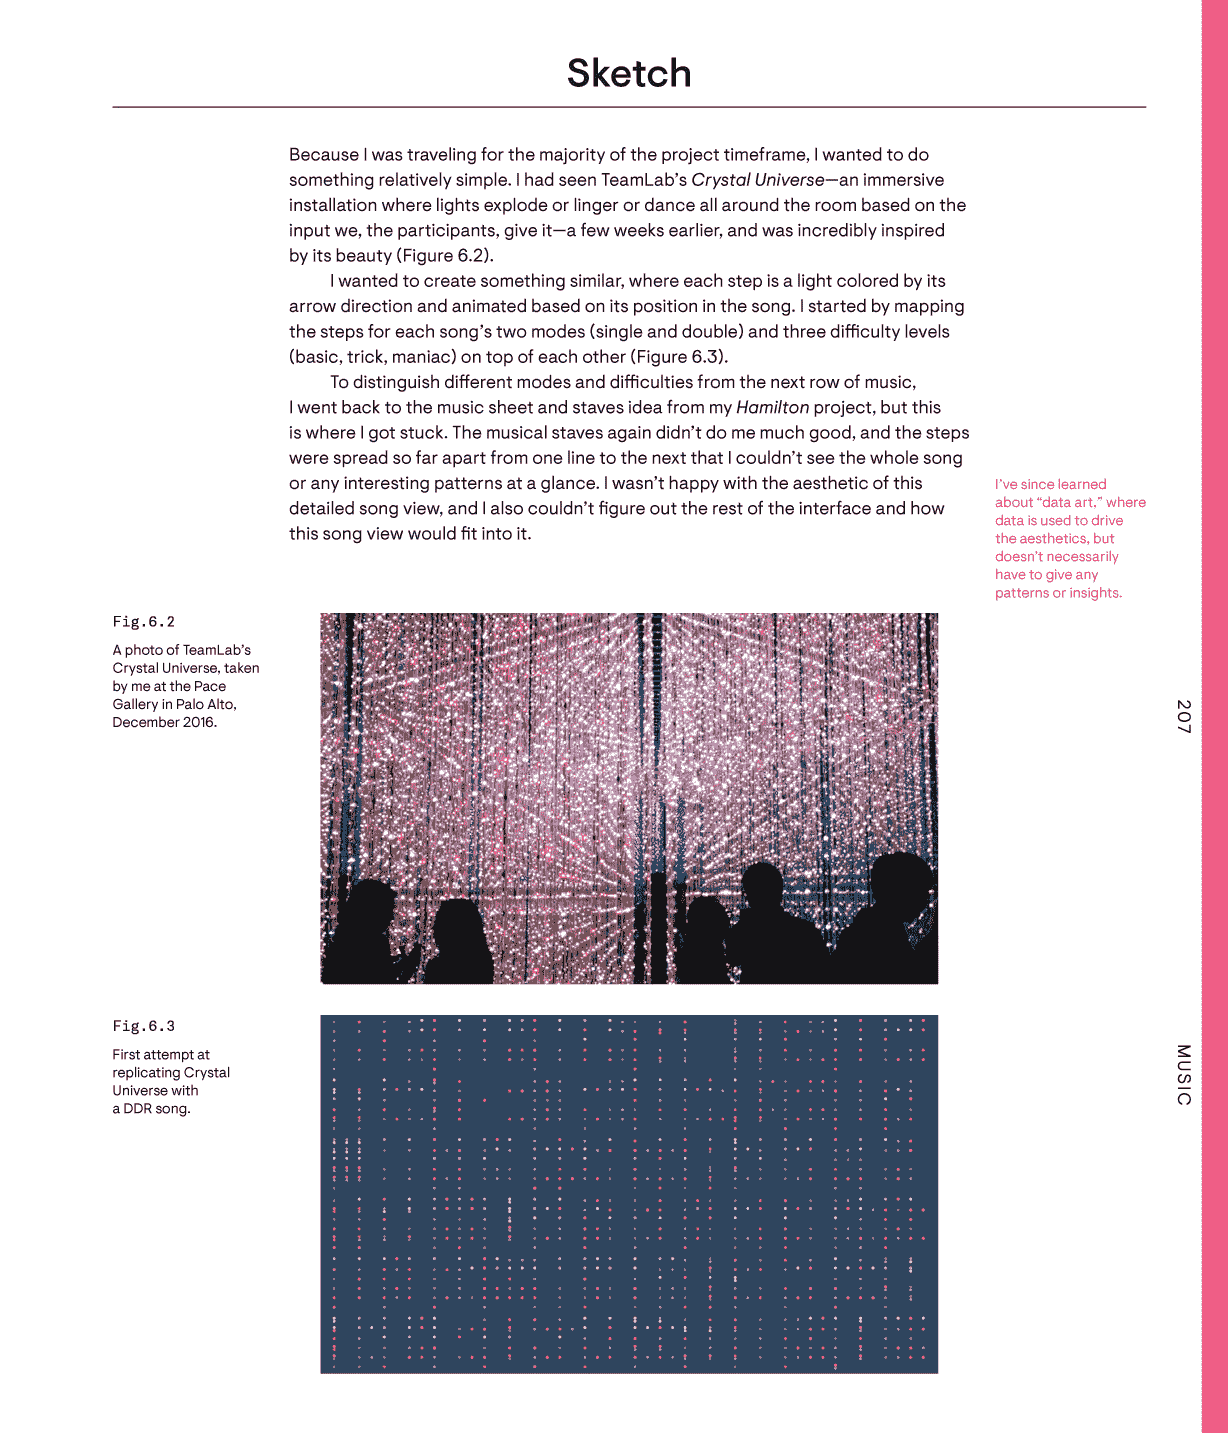 Sketch
Because I was traveling for the majority of the project timeframe, I wanted to do
something relatively simple. I had seen TeamLab’s Crystal Universe—an immersive
installation where lights explode or linger or dance all around the room based on the
input we, the participants, give it—a few weeks earlier, and was incredibly inspired
by its beauty (Figure 6.2).
I wanted to create something similar, where each step is a light colored by its
arrow direction and animated based on its position in the song. I started by mapping
the steps for each song’s two modes (single and double) and three difficulty levels
(basic, trick, maniac) on top of each other (Figure 6.3).
To distinguish different modes and difficulties from the next row of music,
I went back to the music sheet and staves idea from my Hamilton project, but this
is where I got stuck. The musical staves again didn’t do me much good, and the steps
were spread so far apart from one line to the next that I couldn’t see the whole song
or any interesting patterns at a glance. I wasn’t happy with the aesthetic of this
detailed song view, and I also couldn’t figure out the rest of the interface and how
this song view would fit into it.
I’ve since learned
about “data art,” where
data is used to drive
the aesthetics, but
doesn’t necessarily
have to give any
patterns or insights.
Fig.6.2
A photo of TeamLab’s
Crystal Universe, taken
by me at the Pace
Gallery in Palo Alto,
December 2016.
207
Fig.6.3
First attempt at
replicating Crystal
Universe with
a DDR song.
MUSIC